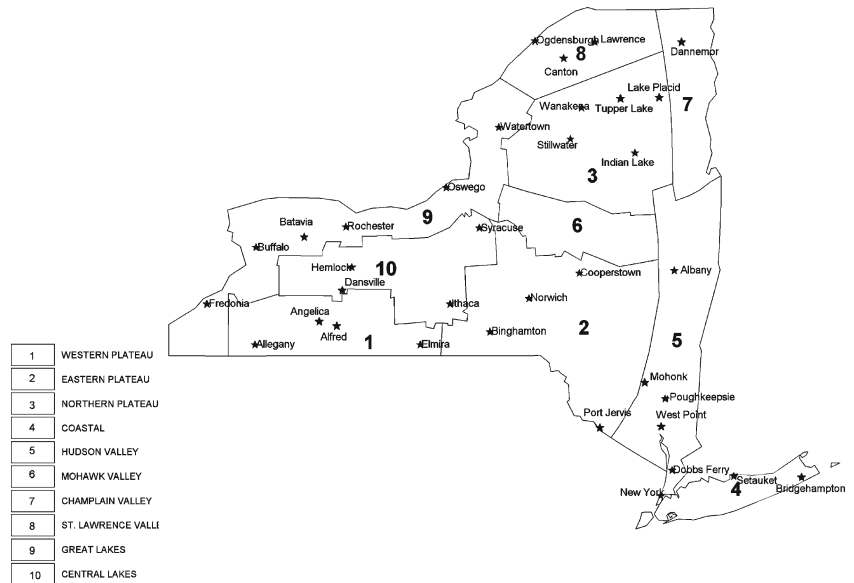 Ogdensburgh Lawrence
8
Dannemor
Canton
Lake Placid
Wanakena
Tupper Lake
7
Watertown
Stillwater
Indian Lake
3
Oswego
9
Batavia
Rochester
Syracuse
6
Buffalo
Hemlock
10
Cooperstown
Albany
Dansville
Fredonia
Ithaca
Norwich
Angelica
Alfred
2
Binghamton
Allegany
1
Elmira
5
Mohonk
Poughkeepsie
Port Jervis
West Point
Dobbs Ferry
Setauket
New York
4
Bridgehampton
1 WESTERN PLATEAU
2 EASTERN PLATEAU
3 NORTHERN PLATEAU
4 COASTAL
5 HUDSON VALLEY
6 MOHAWK VALLEY
7 CHAMPLAIN VALLEY
8 ST. LAWRENCE VALLE
9 GREAT LAKES
10 CENTRAL LAKES